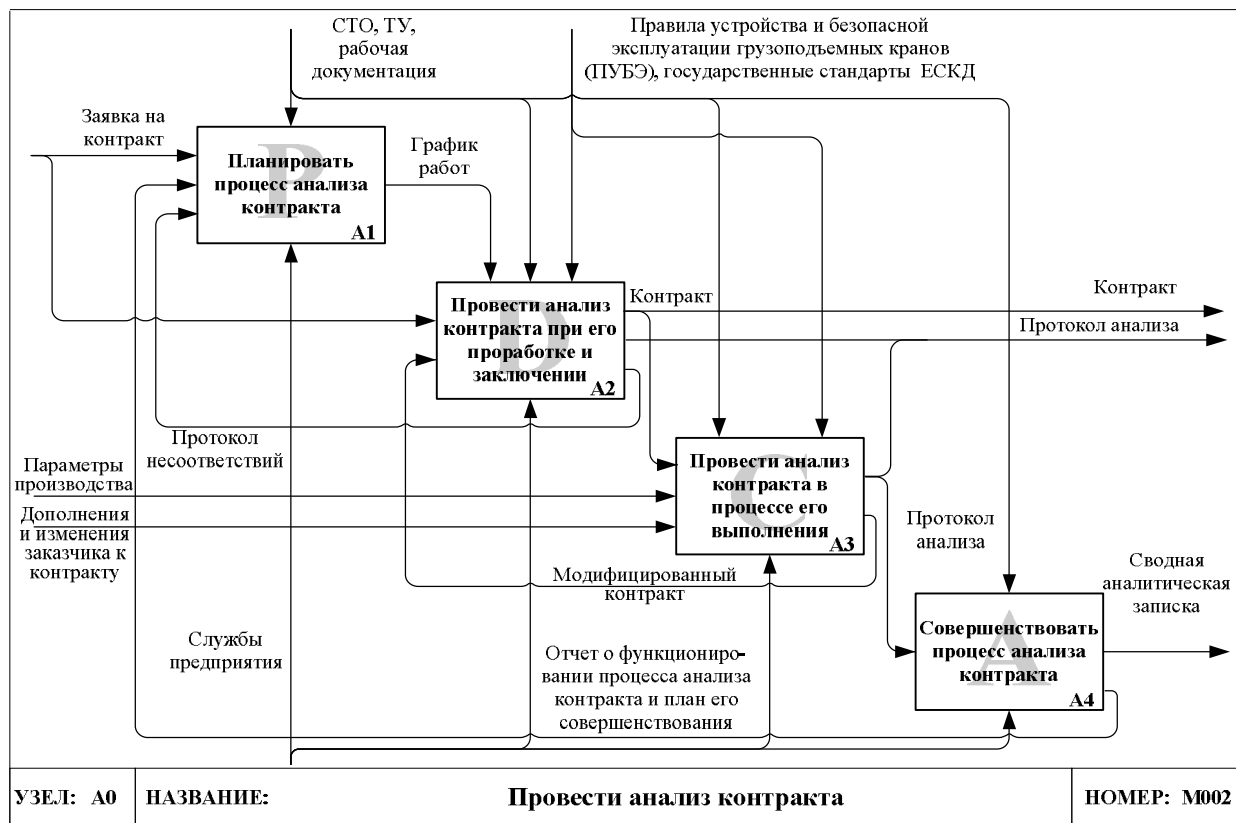 СТО, ТУ,
рабочая
документация
Правила устройства и безопасной
эксплуатации грузоподъемных кранов
(ПУБЭ), государственные стандарты ЕСКД
Заявка на
контракт
P
Планировать
процесс анализа
контракта
A1
График
работ
D
Провести анализ
контракта при его
проработке и
заключении
A2
Контракт
Контракт
Протокол анализа
Протокол
несоответствий
Параметры
производства
Дополнения
и изменения
заказчика к
контракту
C
Провести анализ
контракта в
процессе его
выполнения
A3
Модифицированный
контракт
Протокол
анализа
Сводная
аналитическая
записка
A
Совершенствовать
процесс анализа
контракта
A4
Службы
предприятия
Отчет о функциониро-
вании процесса анализа
контракта и план его
совершенствования
УЗЕЛ: A0
НАЗВАНИЕ:
Провести анализ контракта
НОМЕР: M002